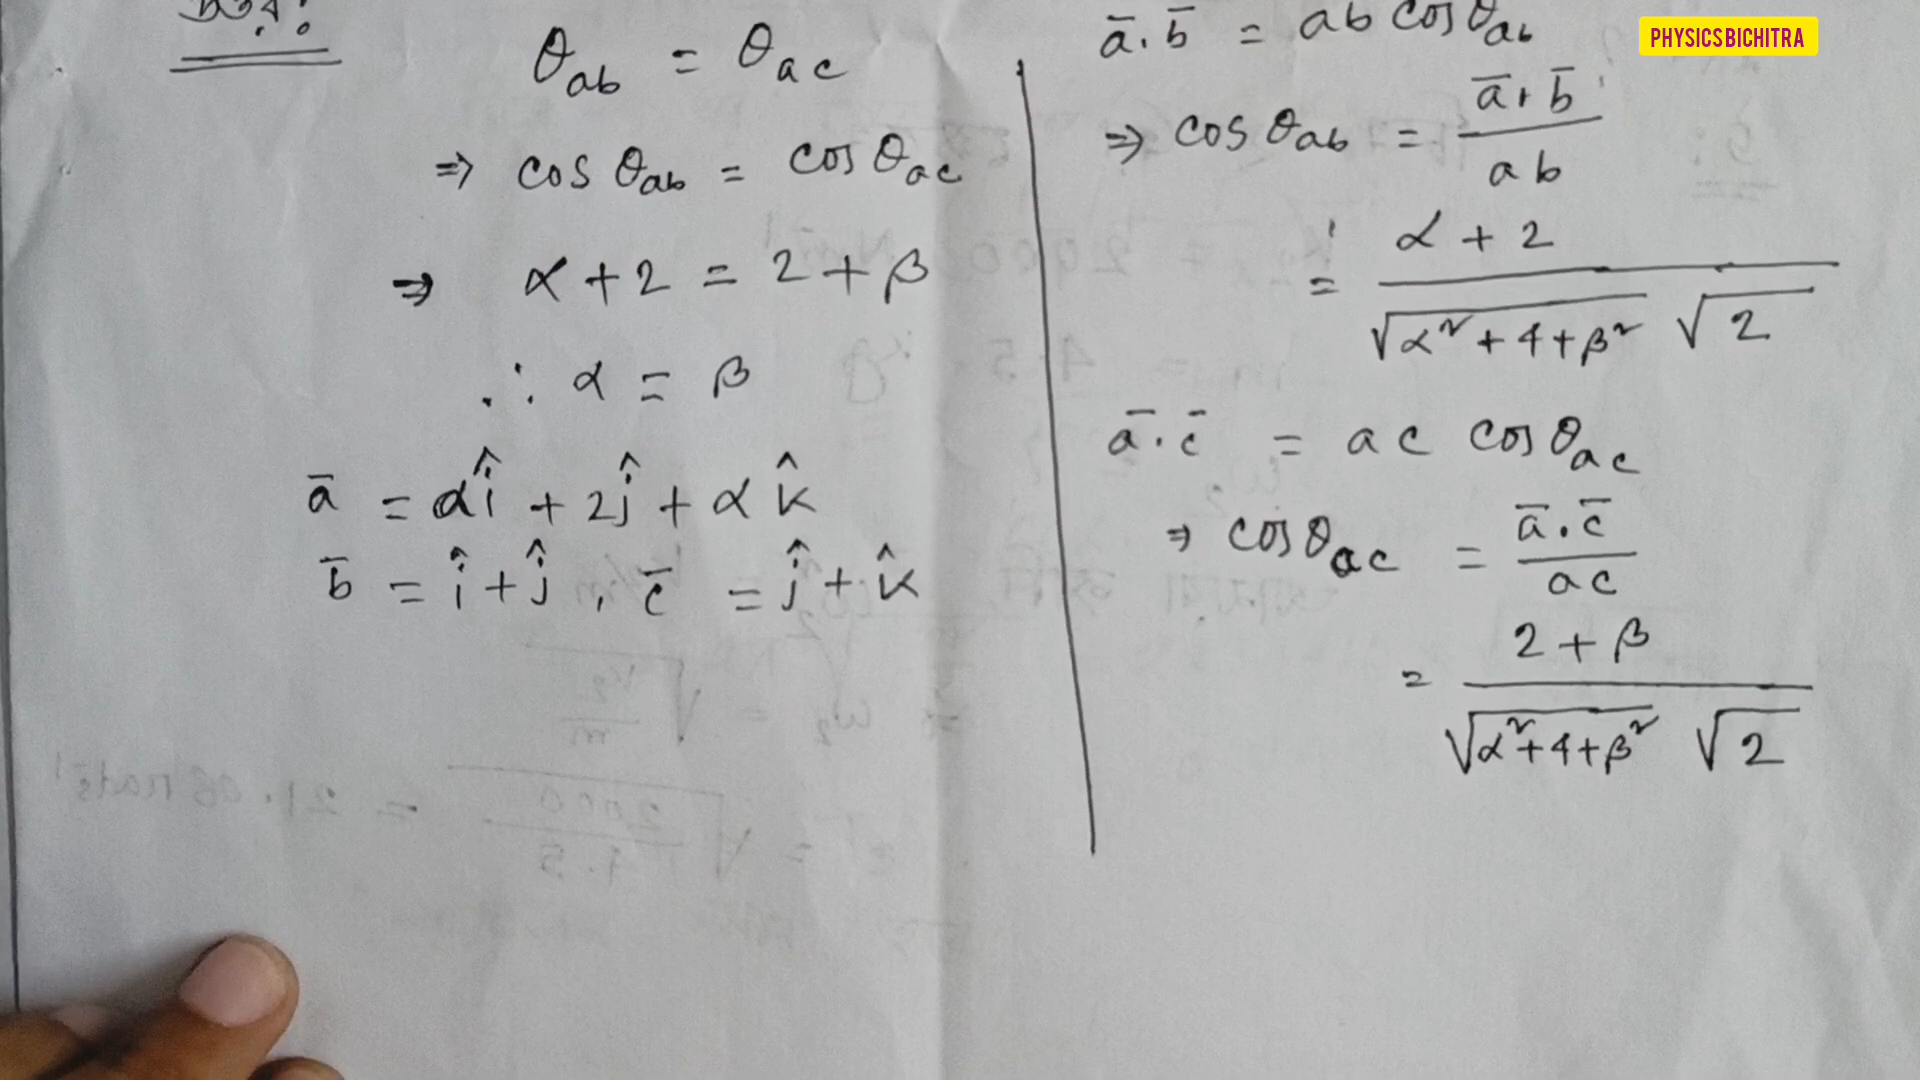 θab = θac
⇒ cos θab = cos θac
⇒ α + 2 = 2 + β
∴ α = β
ā = αî + 2ĵ + αk̂
b̄ = î + ĵ , c̄ = ĵ + k̂
ā · b̄ = ab cos θab
⇒ cos θab = ā · b̄ / ab
= α + 2 / √α² + 4 + β² √2
ā · c̄ = ac cos θac
⇒ cos θac = ā · c̄ / ac
= 2 + β / √α² + 4 + β² √2
PHYSICS BICHITRA